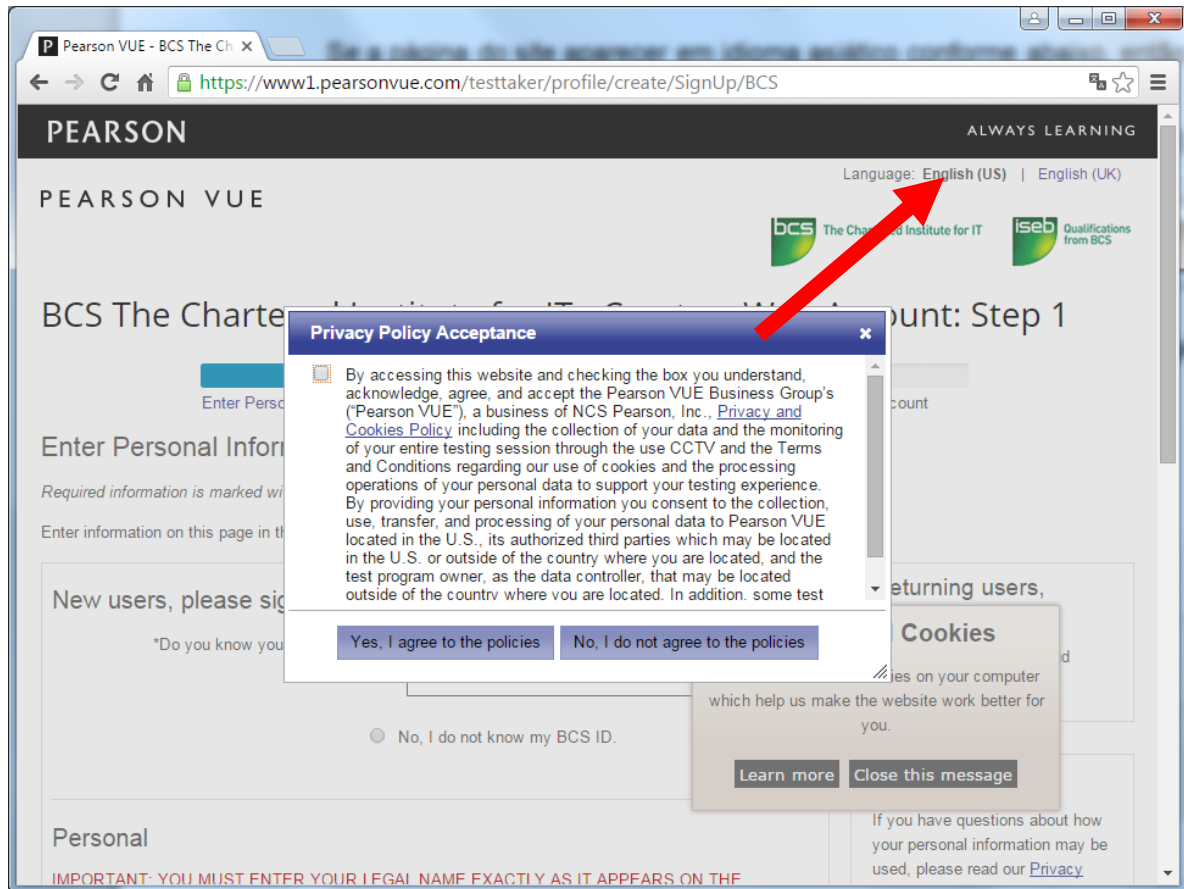 Se a página do site aparecer em idioma asiático conforme abaixo, então
Pearson VUE - BCS The Ch
https://www1.pearsonvue.com/testtaker/profile/create/SignUp/BCS
PEARSON
ALWAYS LEARNING
Language: English (US) | English (UK)
PEARSON VUE
bcs The Chartered Institute for IT
iseb Qualifications
from BCS
BCS The Charte
ount: Step 1
Enter Perso
count
Enter Personal Infor
Required information is marked wi
Enter information on this page in th
Privacy Policy Acceptance
By accessing this website and checking the box you understand,
acknowledge, agree, and accept the Pearson VUE Business Group's
("Pearson VUE"), a business of NCS Pearson, Inc., Privacy and
Cookies Policy including the collection of your data and the monitoring
of your entire testing session through the use CCTV and the Terms
and Conditions regarding our use of cookies and the processing
operations of your personal data to support your testing experience.
By providing your personal information you consent to the collection,
use, transfer, and processing of your personal data to Pearson VUE
located in the U.S., its authorized third parties which may be located
in the U.S. or outside of the country where you are located, and the
test program owner, as the data controller, that may be located
outside of the country where you are located. In addition, some test
Yes, I agree to the policies
No, I do not agree to the policies
New users, please sig
eturning users,
*Do you know you
Cookies
ies on your computer
which help us make the website work better for
you.
Learn more
Close this message
No, I do not know my BCS ID.
Personal
IMPORTANT: YOU MUST ENTER YOUR LEGAL NAME EXACTLY AS IT APPEARS ON THE
If you have questions about how
your personal information may be
used, please read our Privacy